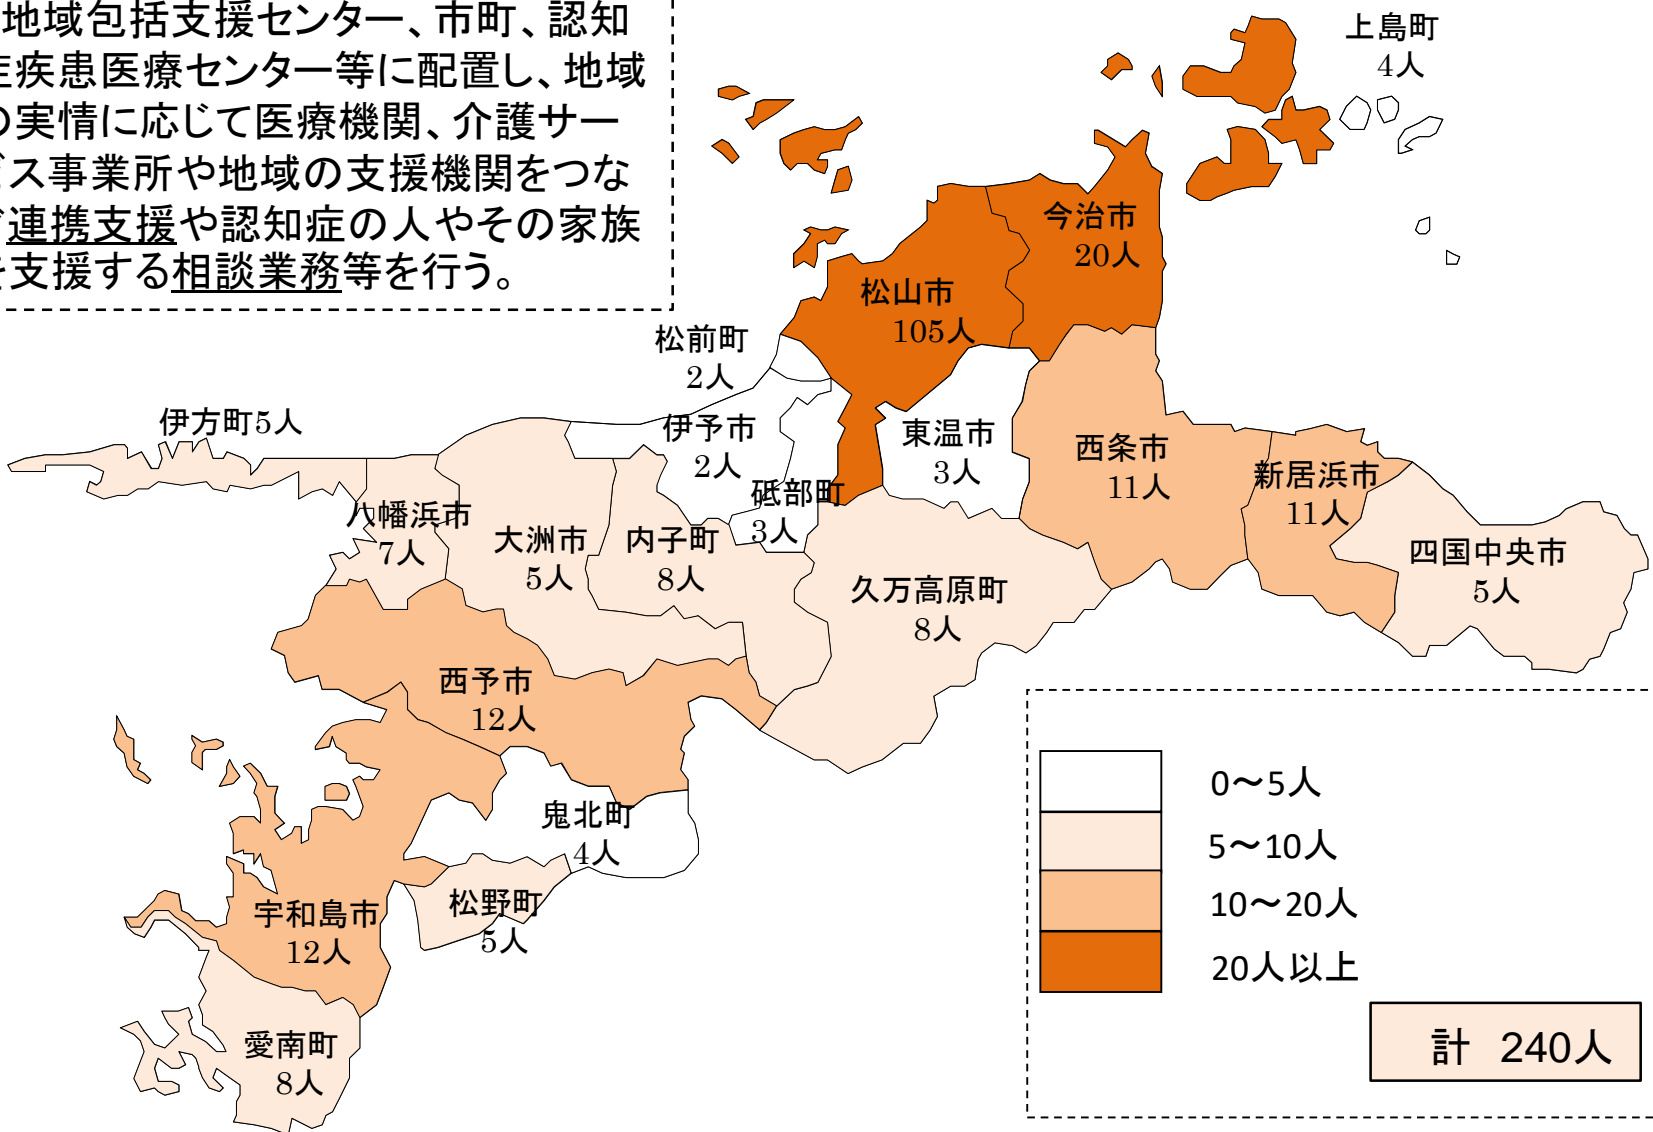 地域包括支援センター、市町、認知
症疾患医療センター等に配置し、地域
の実情に応じて医療機関、介護サー
ビス事業所や地域の支援機関をつな
ぐ連携支援や認知症の人やその家族
を支援する相談業務等を行う。
上島町
4人
今治市
20人
松山市
105人
松前町
2人
伊方町5人
伊予市
2人
東温市
3人
西条市
11人
新居浜市
11人
砥部町
3人
八幡浜市
7人
大洲市
5人
内子町
8人
四国中央市
5人
久万高原町
8人
西予市
12人
鬼北町
4人
松野町
5人
宇和島市
12人
愛南町
8人
0～5人
5～10人
10～20人
20人以上
計 240人